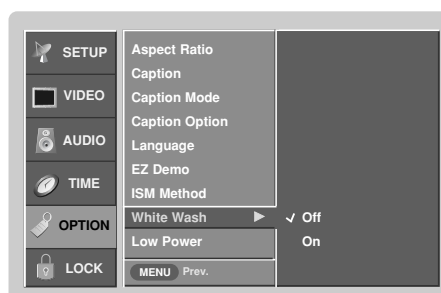 SETUP
VIDEO
AUDIO
TIME
OPTION
LOCK
Aspect Ratio
Caption
Caption Mode
Caption Option
Language
EZ Demo
ISM Method
White Wash ▶
Low Power
MENU Prev.
✓ Off
On